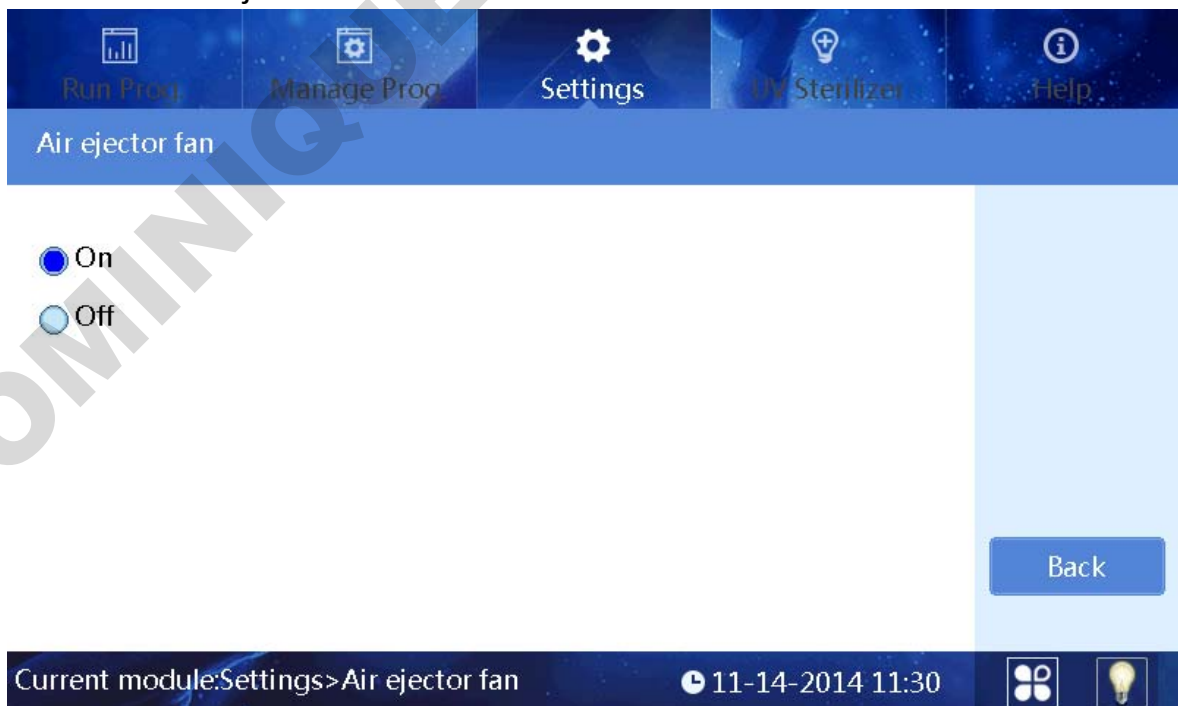 Run Prog.
Manage Prog.
Settings
UV Sterilizer
Help
Air ejector fan
On
Off
Back
Current module:Settings>Air ejector fan
11-14-2014 11:30